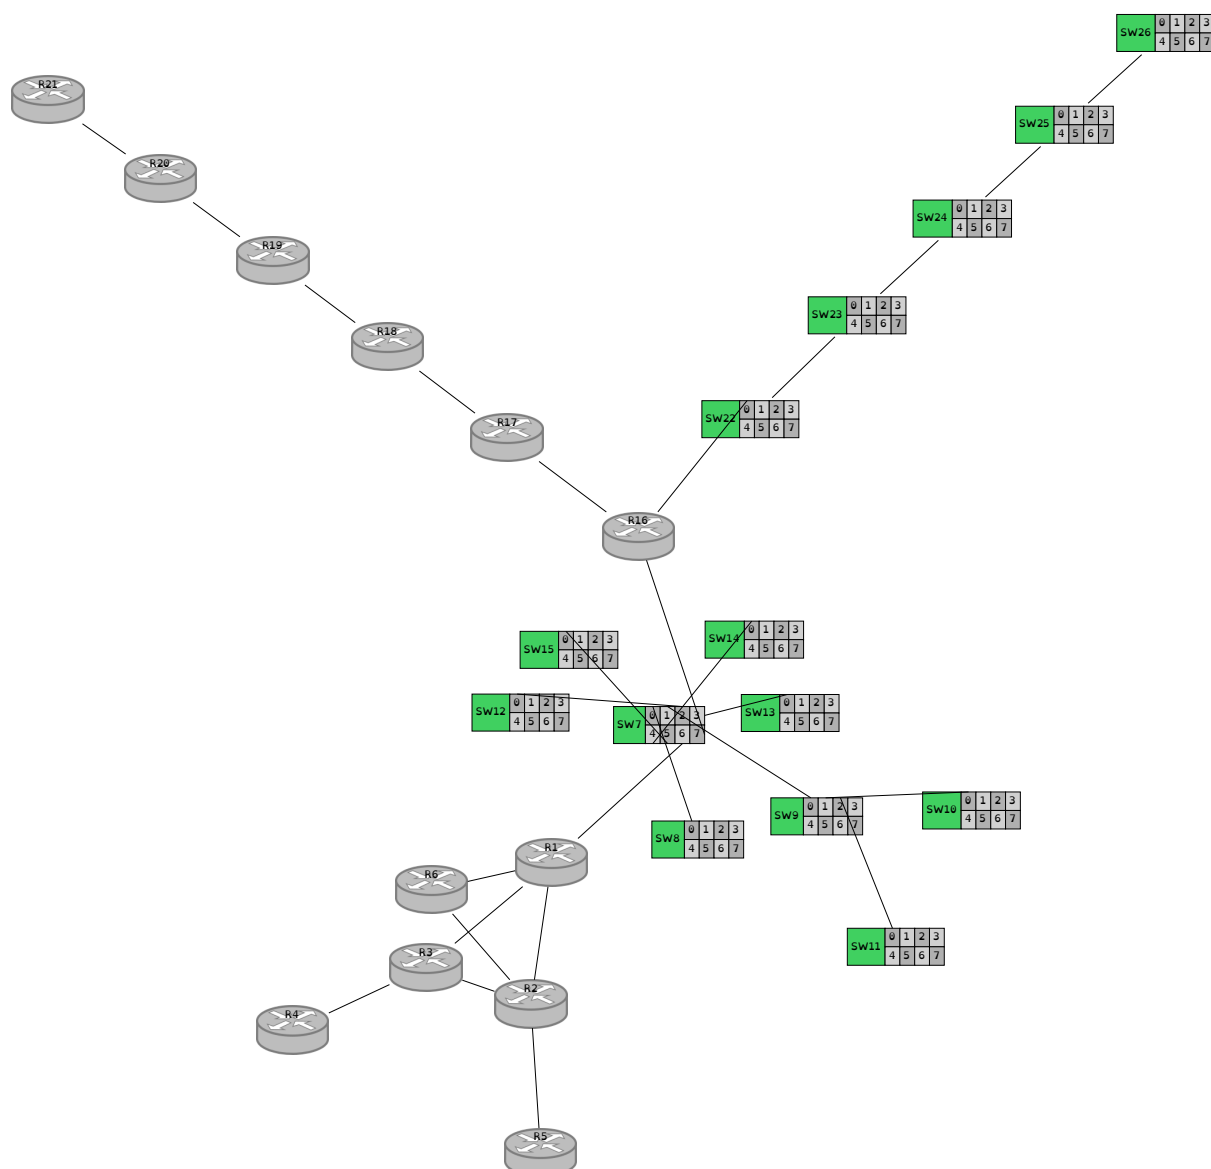 SW26 0 1 2 3
4 5 6 7
R21
SW25 0 1 2 3
4 5 6 7
R20
SW24 0 1 2 3
4 5 6 7
R19
SW23 0 1 2 3
4 5 6 7
R18
SW22 0 1 2 3
4 5 6 7
R17
R16
SW15 0 1 2 3
4 5 6 7
SW14 0 1 2 3
4 5 6 7
SW12 0 1 2 3
4 5 6 7
SW7 0 1 2 3
4 5 6 7
SW13 0 1 2 3
4 5 6 7
SW9 0 1 2 3
4 5 6 7
SW10 0 1 2 3
4 5 6 7
SW8 0 1 2 3
4 5 6 7
R1
R6
SW11 0 1 2 3
4 5 6 7
R3
R2
R4
R5